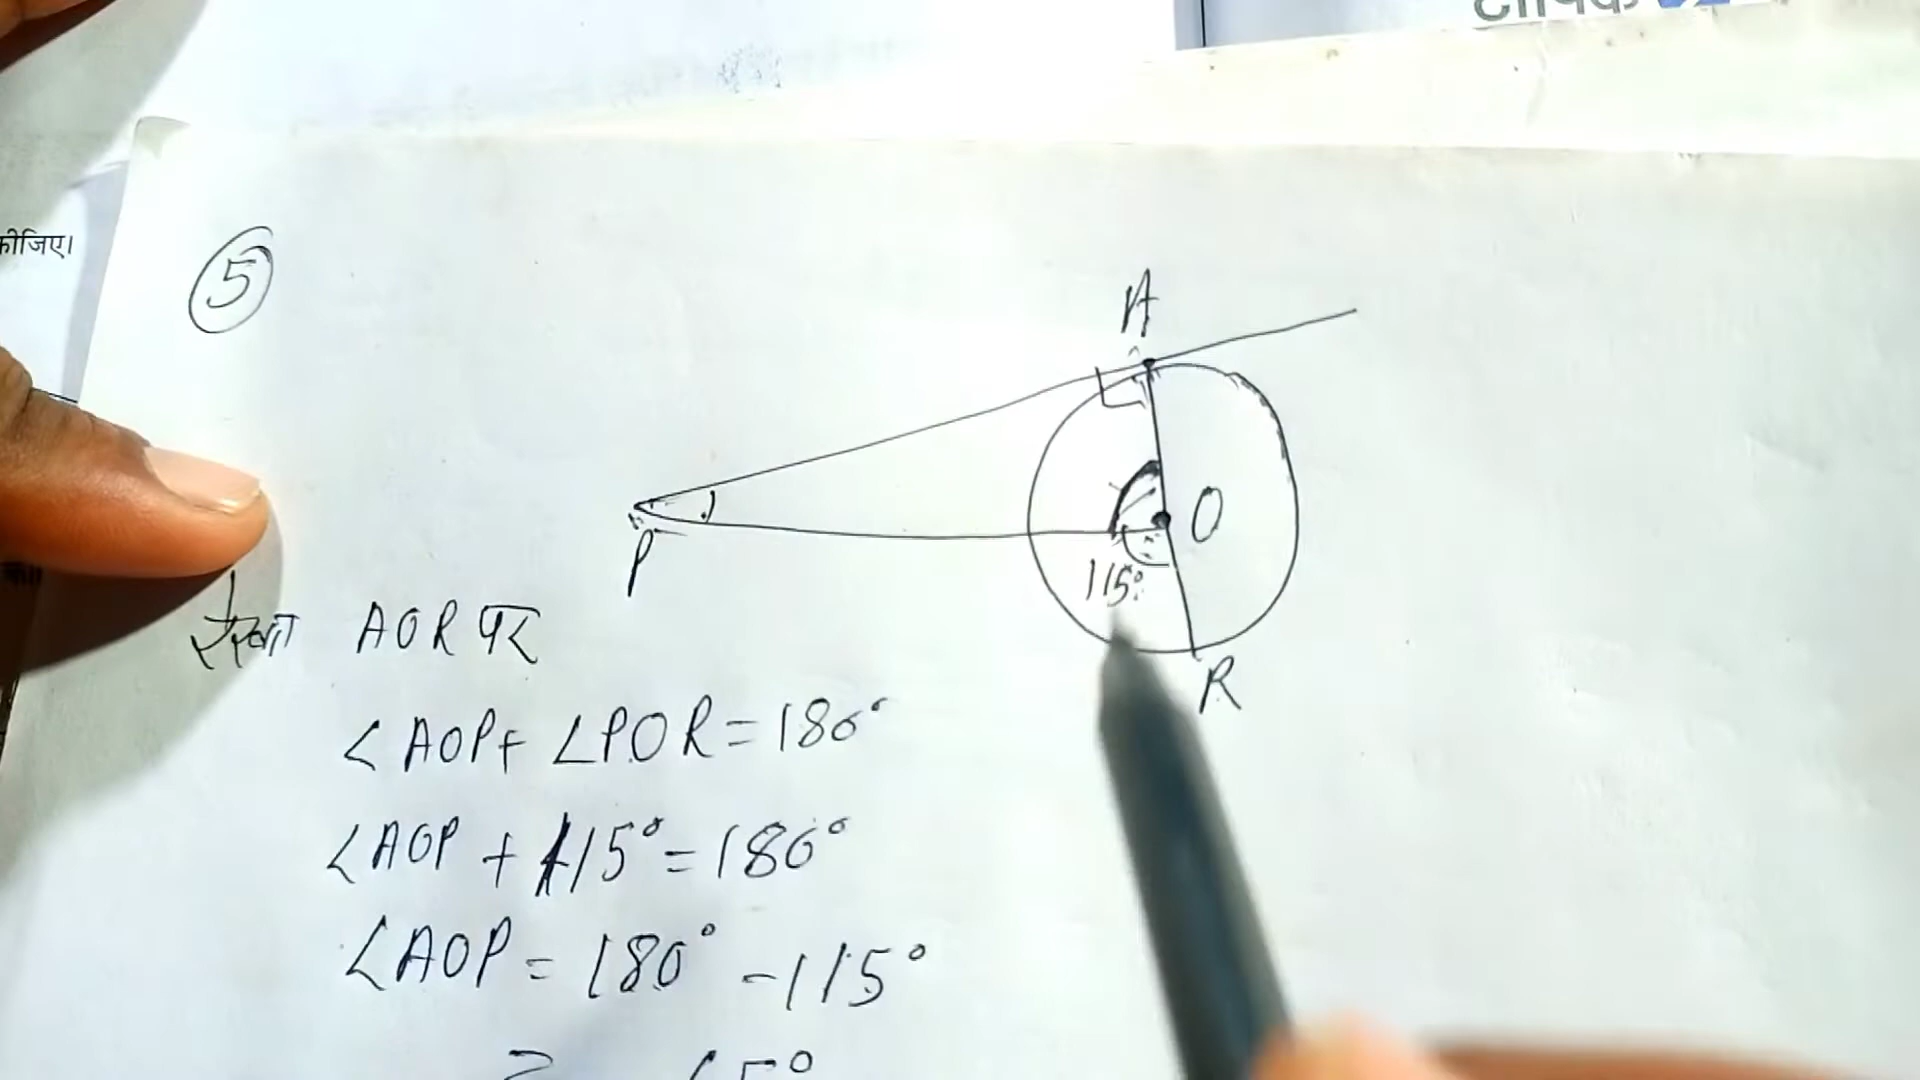 कीजिए।
5
A
P
O
115°
R
रेखा AOR पर
∠AOP + ∠POR = 180°
∠AOP + 115° = 180°
∠AOP = 180° - 115°